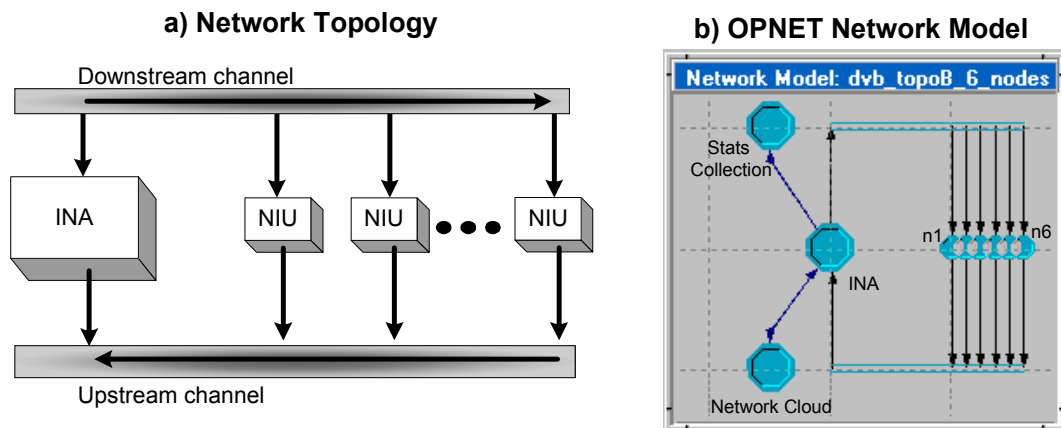 a) Network Topology
Downstream channel
INA
NIU
NIU
NIU
Upstream channel
b) OPNET Network Model
Network Model: dvb_topoB_6_nodes
Stats
Collection
n1
n6
INA
Network Cloud